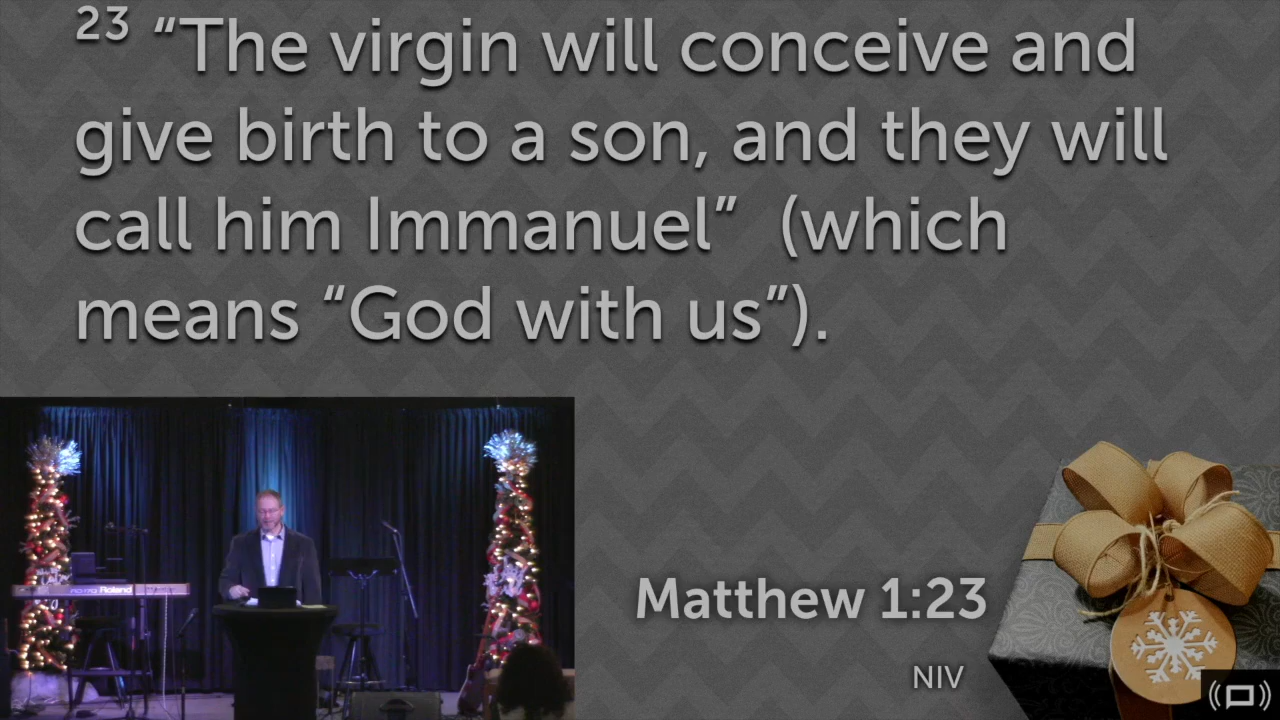 23 “The virgin will conceive and
give birth to a son, and they will
call him Immanuel” (which
means “God with us”).
Roland
Matthew 1:23
NIV